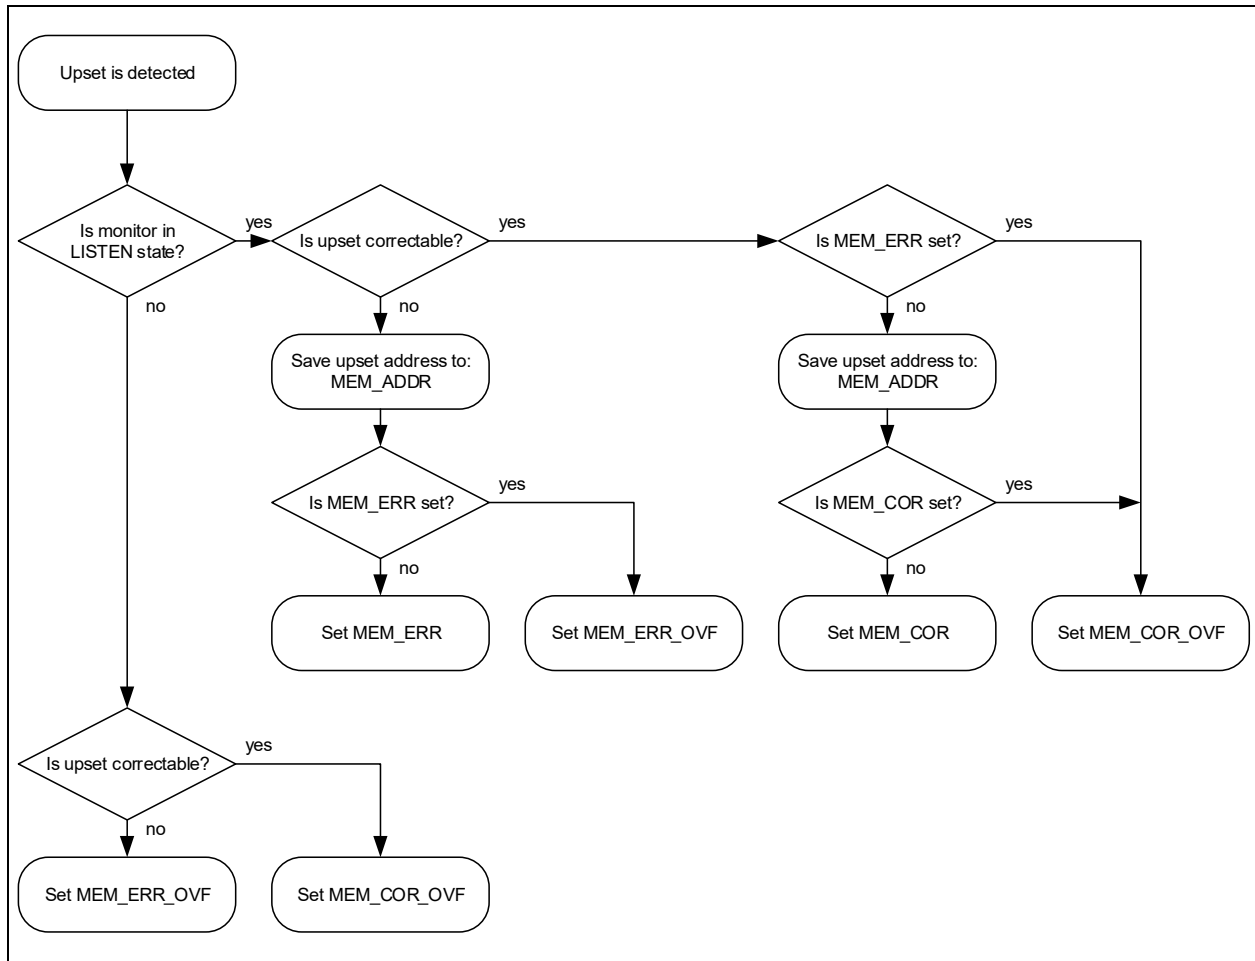 Upset is detected
Is monitor in
LISTEN state?
yes
Is upset correctable?
yes
Is MEM_ERR set?
yes
no
no
no
Save upset address to:
MEM_ADDR
Save upset address to:
MEM_ADDR
Is MEM_ERR set?
yes
Is MEM_COR set?
yes
no
no
Set MEM_ERR
Set MEM_ERR_OVF
Set MEM_COR
Set MEM_COR_OVF
Is upset correctable?
yes
no
Set MEM_ERR_OVF
Set MEM_COR_OVF